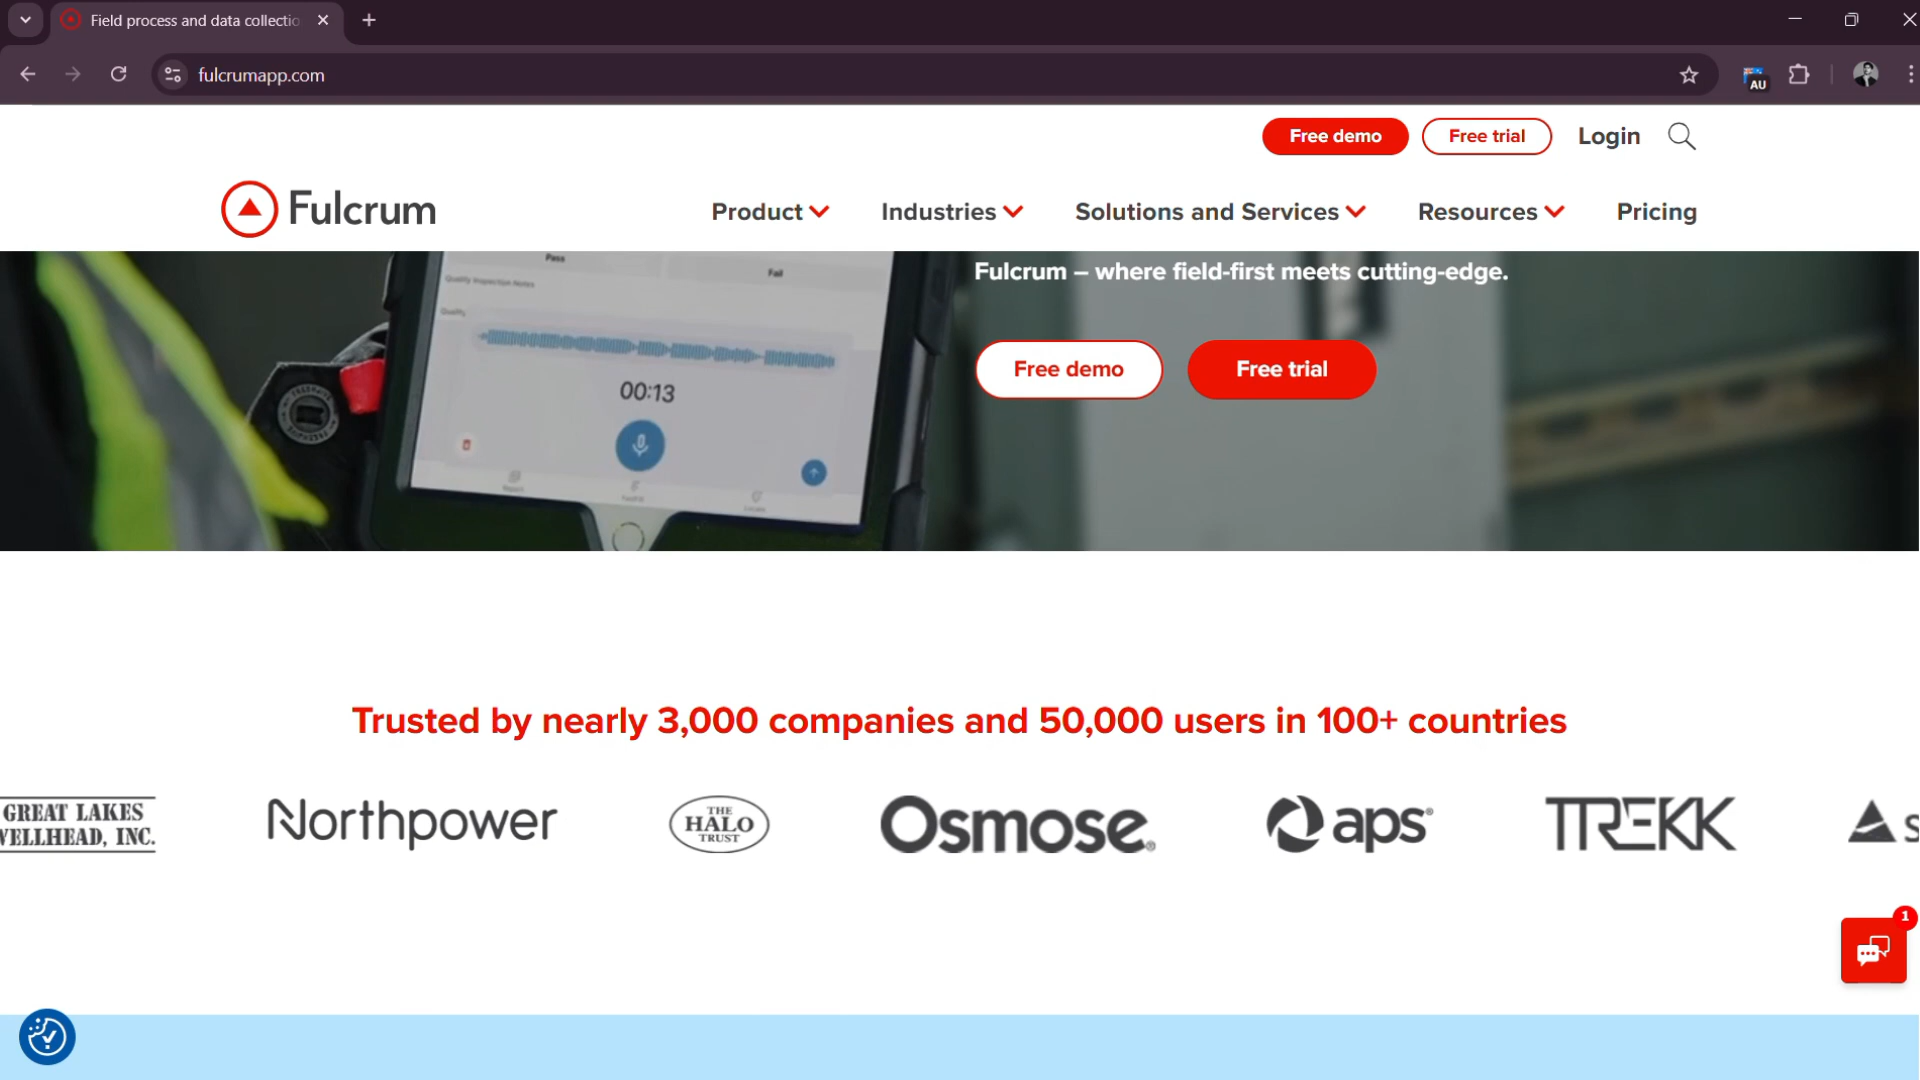 Field process and data collectio
fulcrumapp.com
AU
Free demo
Free trial
Login
Fulcrum
Product
Industries
Solutions and Services
Resources
Pricing
Pass
Fail
Quality Inspection Notes
Quality
00:13
Fulcrum – where field-first meets cutting-edge.
Free demo
Free trial
Trusted by nearly 3,000 companies and 50,000 users in 100+ countries
GREAT LAKES
WELLHEAD, INC.
Northpower
THE
HALO
TRUST
Osmose®
aps®
TREKK
s
1